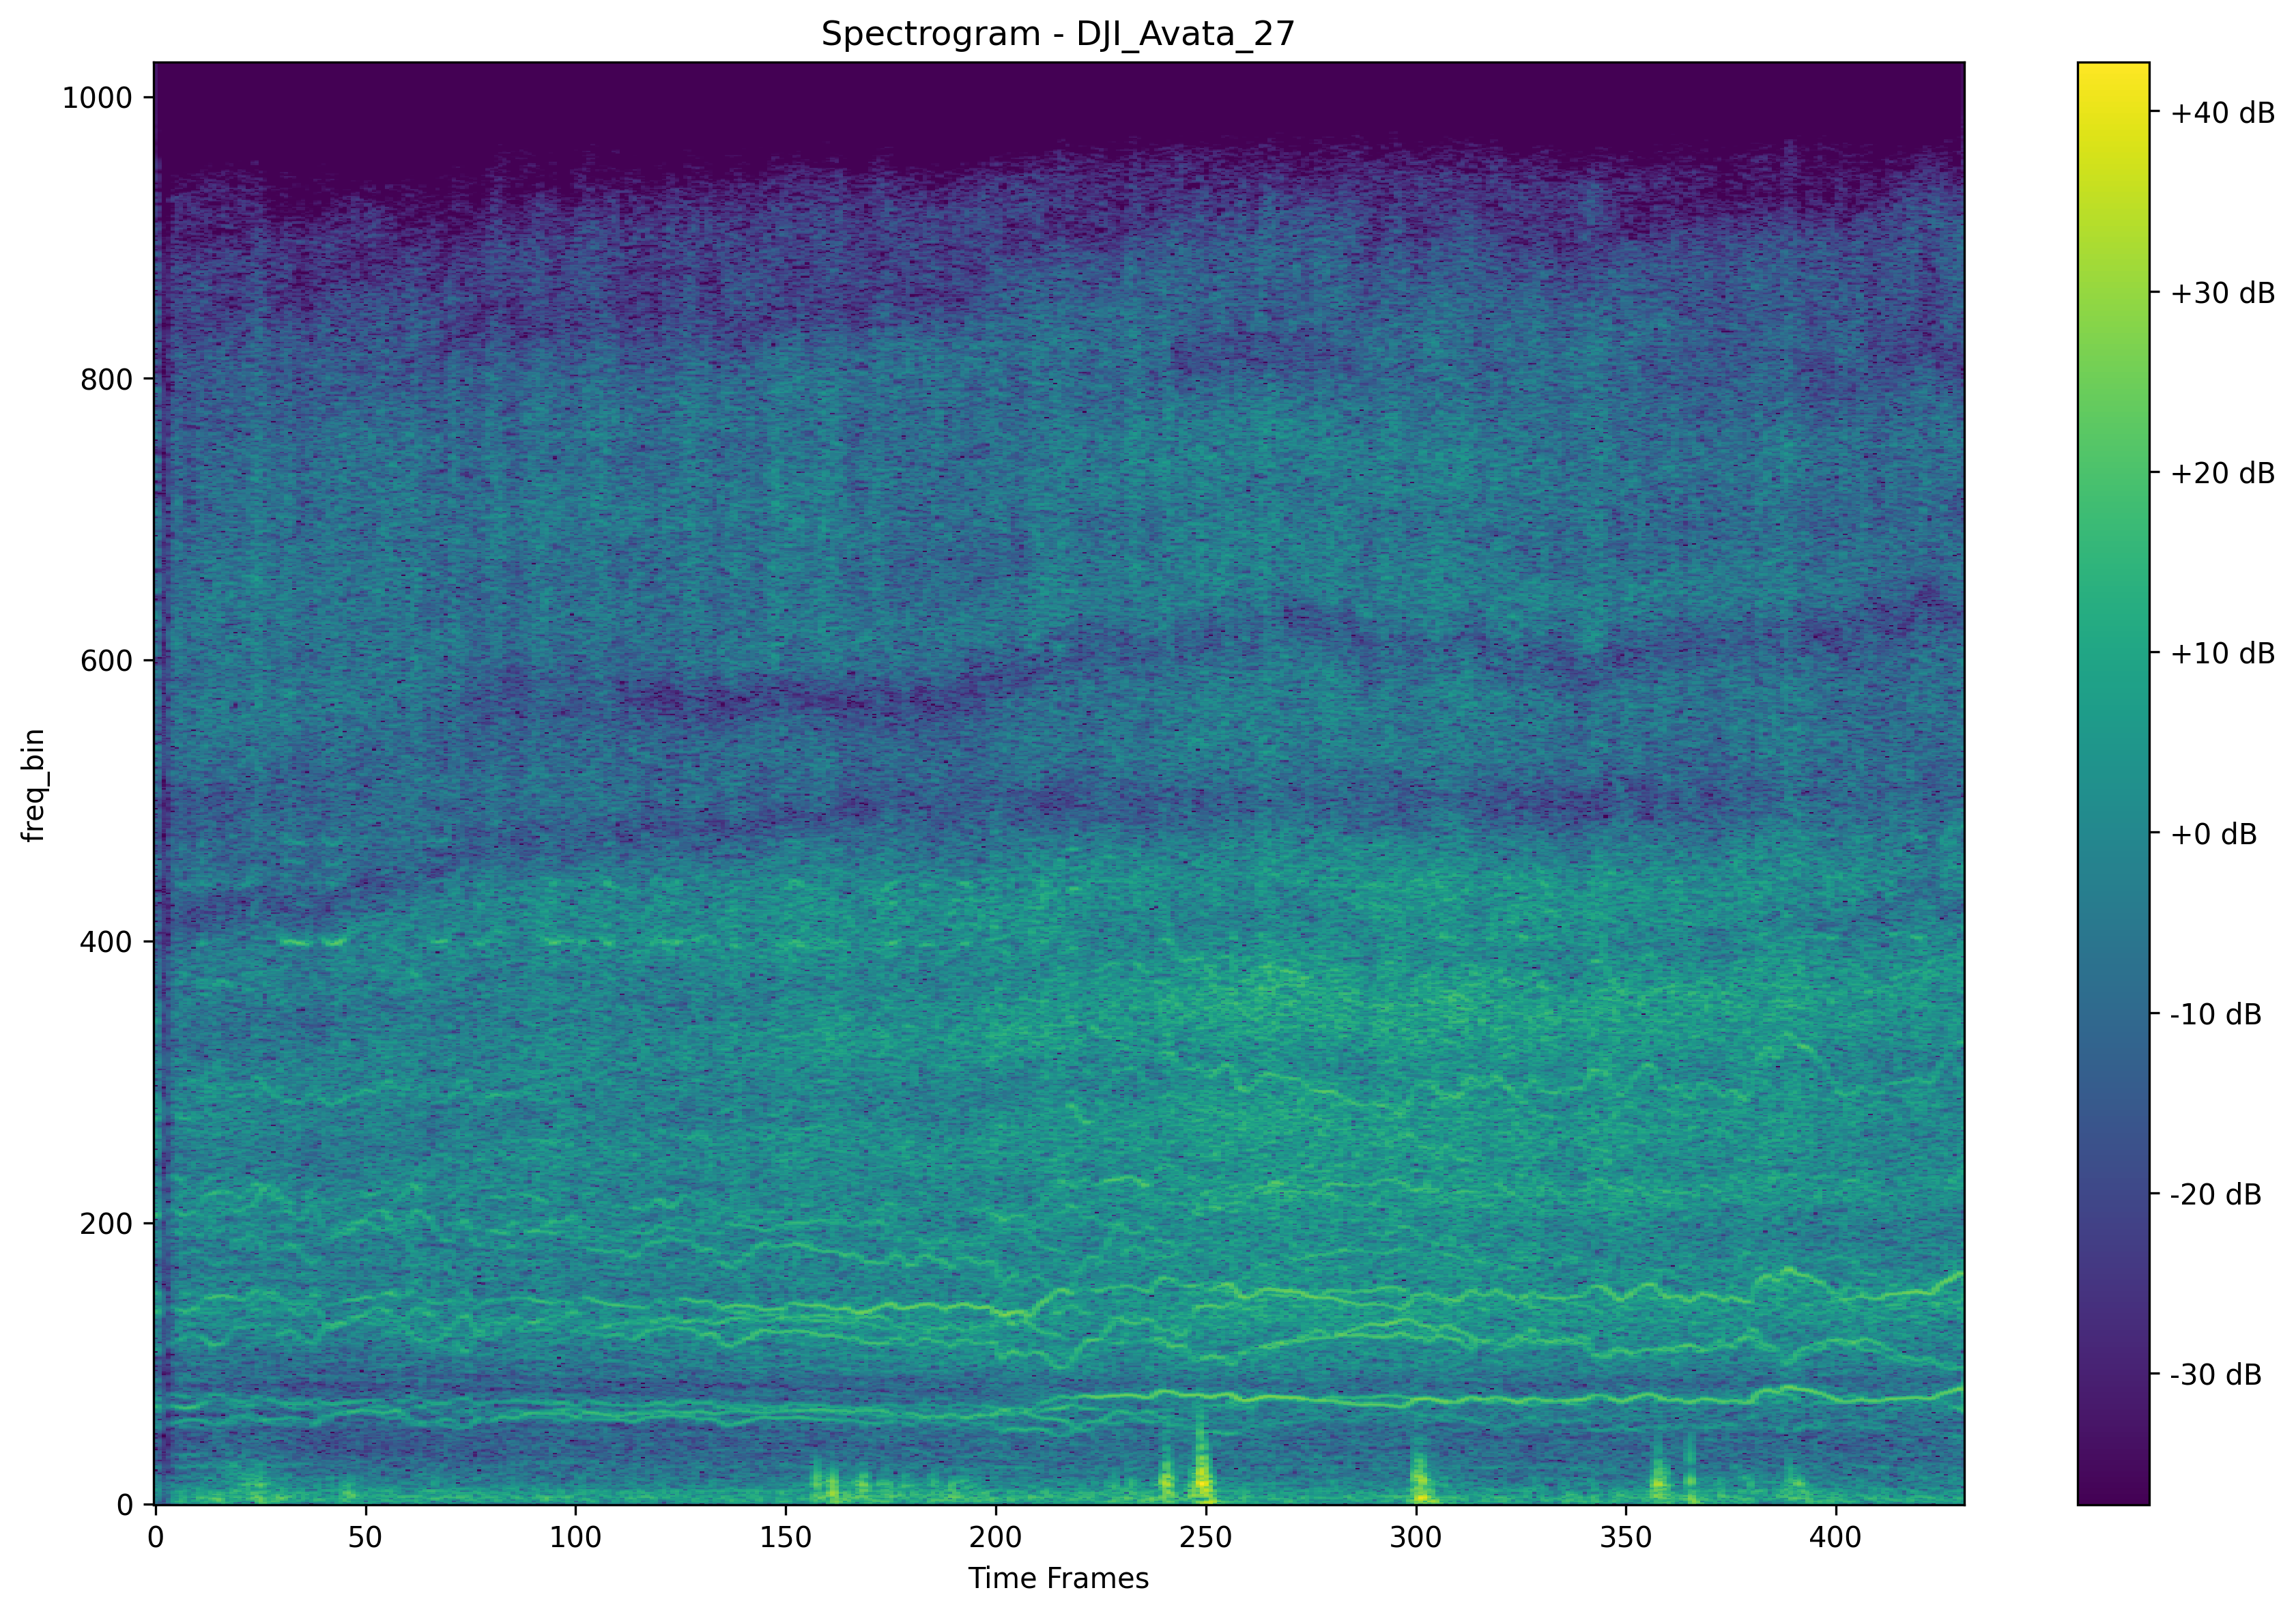 Spectrogram - DJI_Avata_27
1000
800
600
400
200
0
freq_bin
0 50 100 150 200 250 300 350 400
Time Frames
+40 dB
+30 dB
+20 dB
+10 dB
+0 dB
-10 dB
-20 dB
-30 dB